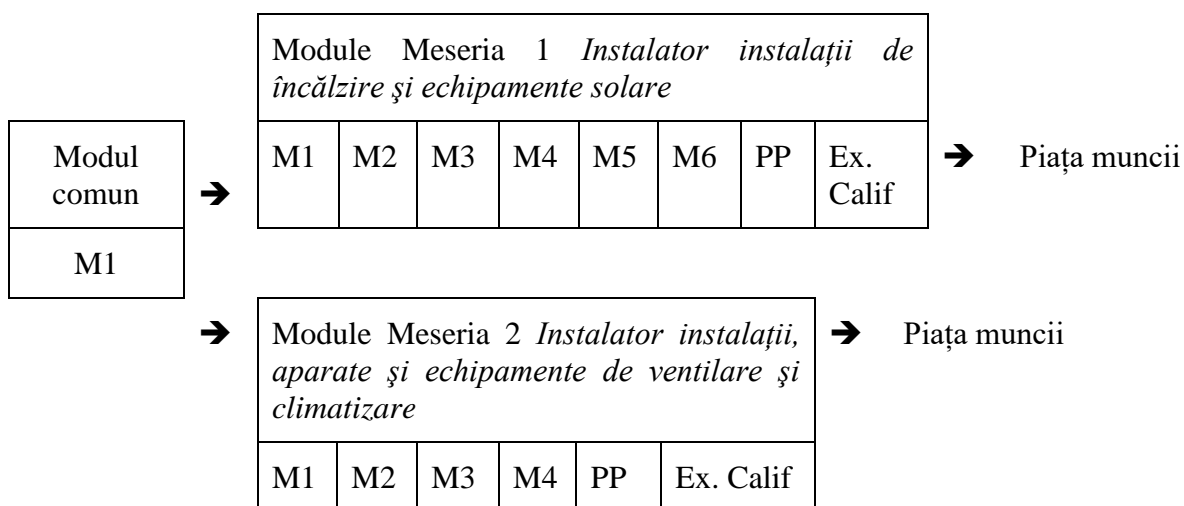 Module Meseria 1 Instalator instalații de
încălzire şi echipamente solare
Modul
comun
M1
➔
M1 M2 M3 M4 M5 M6 PP Ex.
Calif
➔ Piața muncii
➔
Module Meseria 2 Instalator instalații,
aparate şi echipamente de ventilare şi
climatizare
➔ Piața muncii
M1 M2 M3 M4 PP Ex. Calif